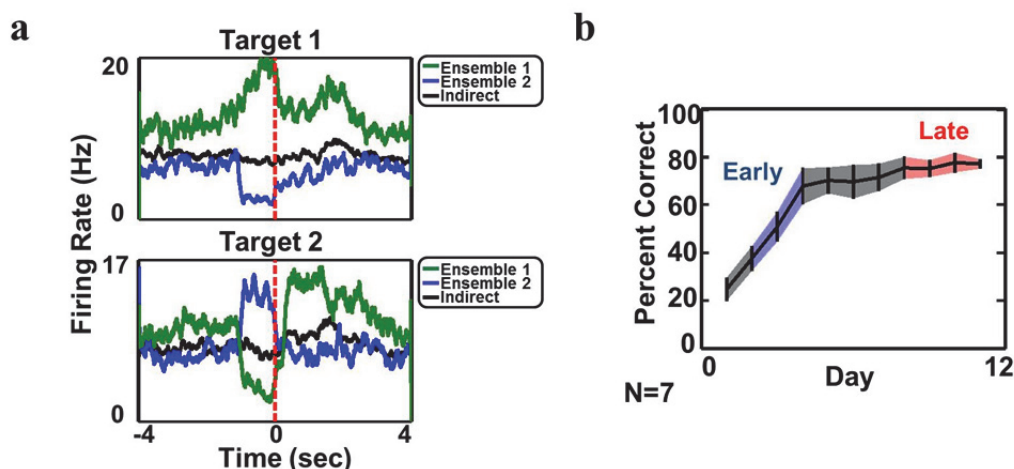 a
Target 1
20
0
Ensemble 1
Ensemble 2
Indirect
Firing Rate (Hz)
Target 2
17
0
Ensemble 1
Ensemble 2
Indirect
-4
0
4
Time (sec)
b
Percent Correct
100
80
60
40
20
0
Early
Late
0
12
Day
N=7